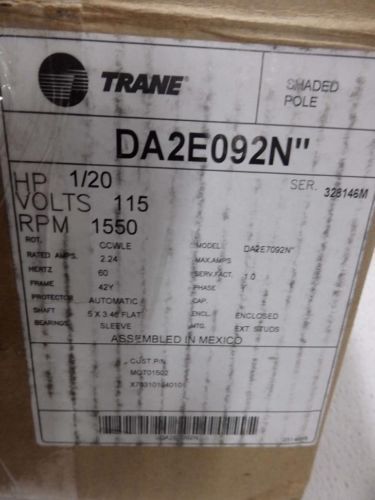 TRANE®
SHADED
POLE
DA2E092N"
HP 1/20
SER. 328146M
VOLTS 115
RPM 1550
ROT. CCWLE MODEL DA2E7092N"
RATED AMPS. 2.24 MAX.AMPS
HERTZ 60 SERV.FACT. 1.0
FRAME 42Y PHASE Y
PROTECTOR AUTOMATIC CAP.
SHAFT 5 X 3.46 FLAT ENCL. ENCLOSED
BEARINGS SLEEVE MTG. EXT STUDS
ASSEMBLED IN MEXICO
CUST P/N
MOT01502